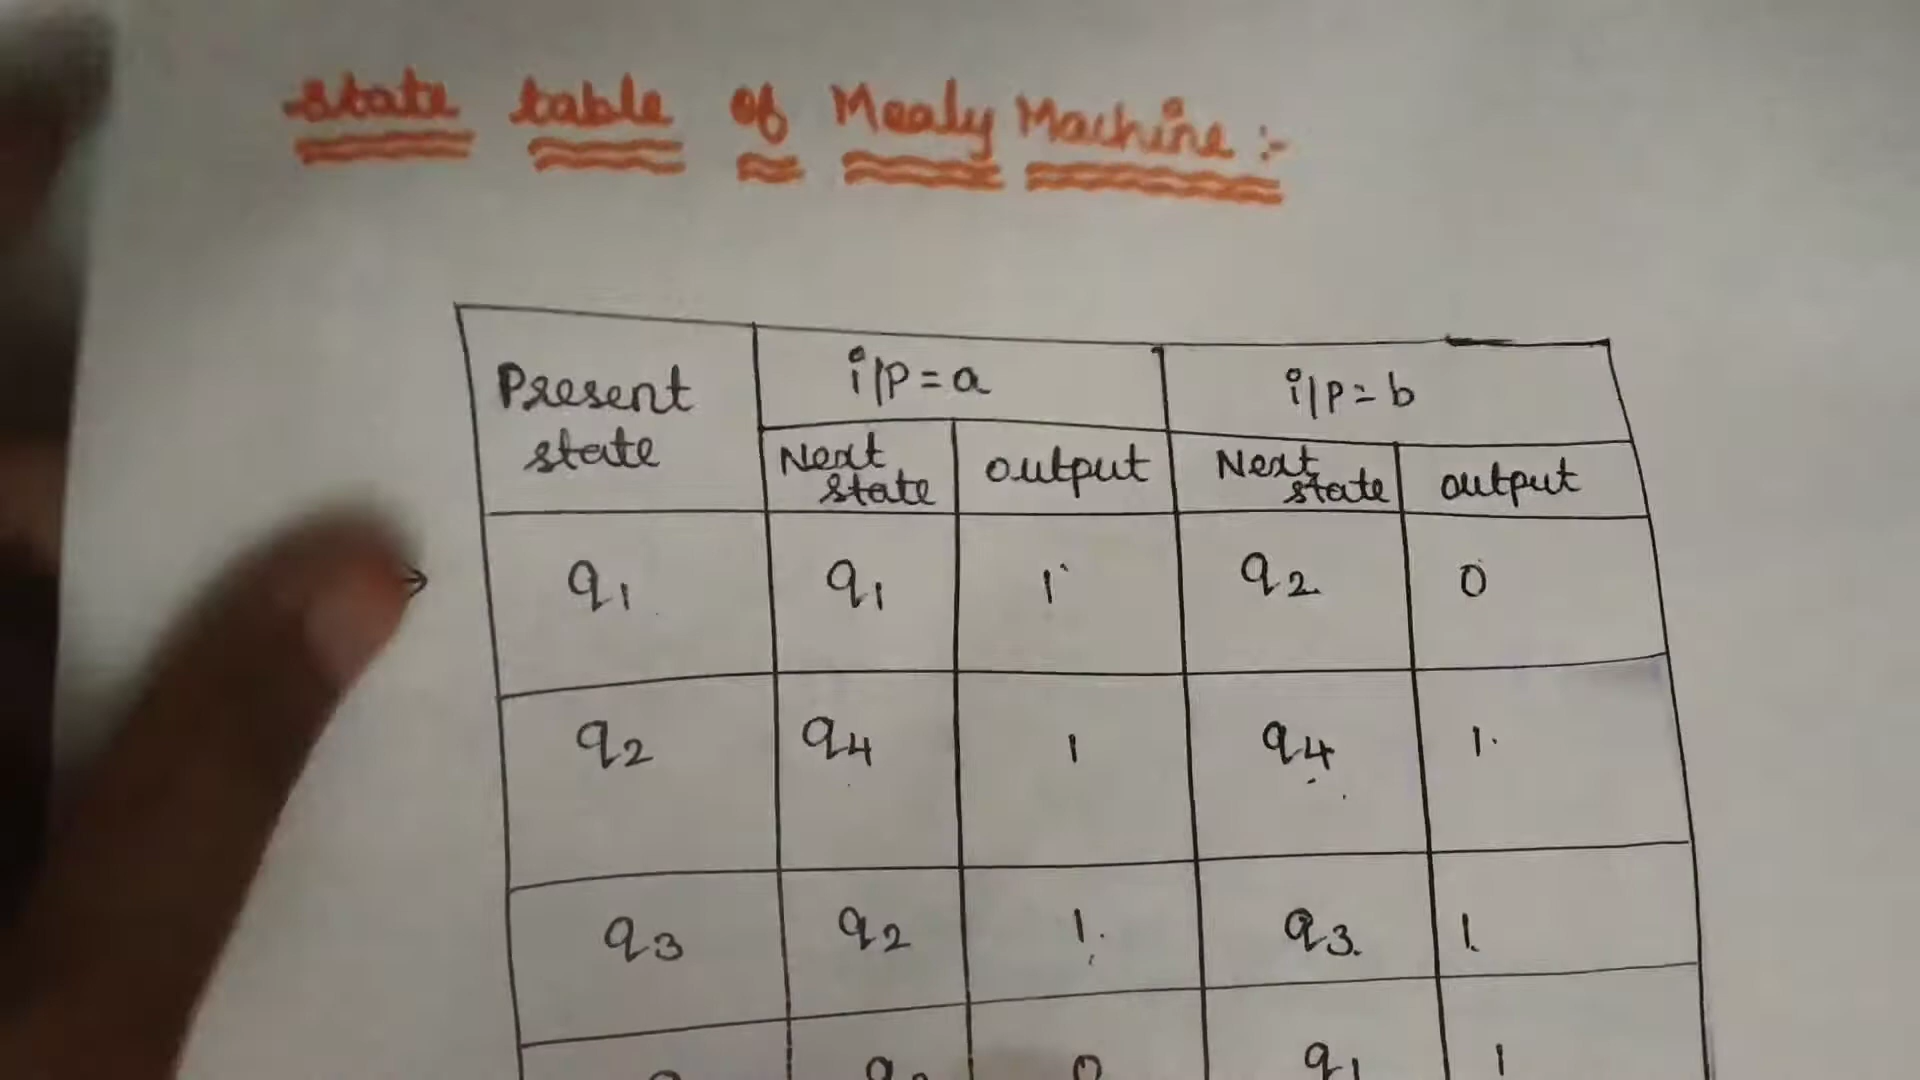 state table of Mealy Machine :-
Present state
i/p = a
i/p = b
Next state
output
Next state
output
→ q1 q1 1 q2 0
q2 q4 1 q4 1
q3 q2 1 q3 1
0 q1 1